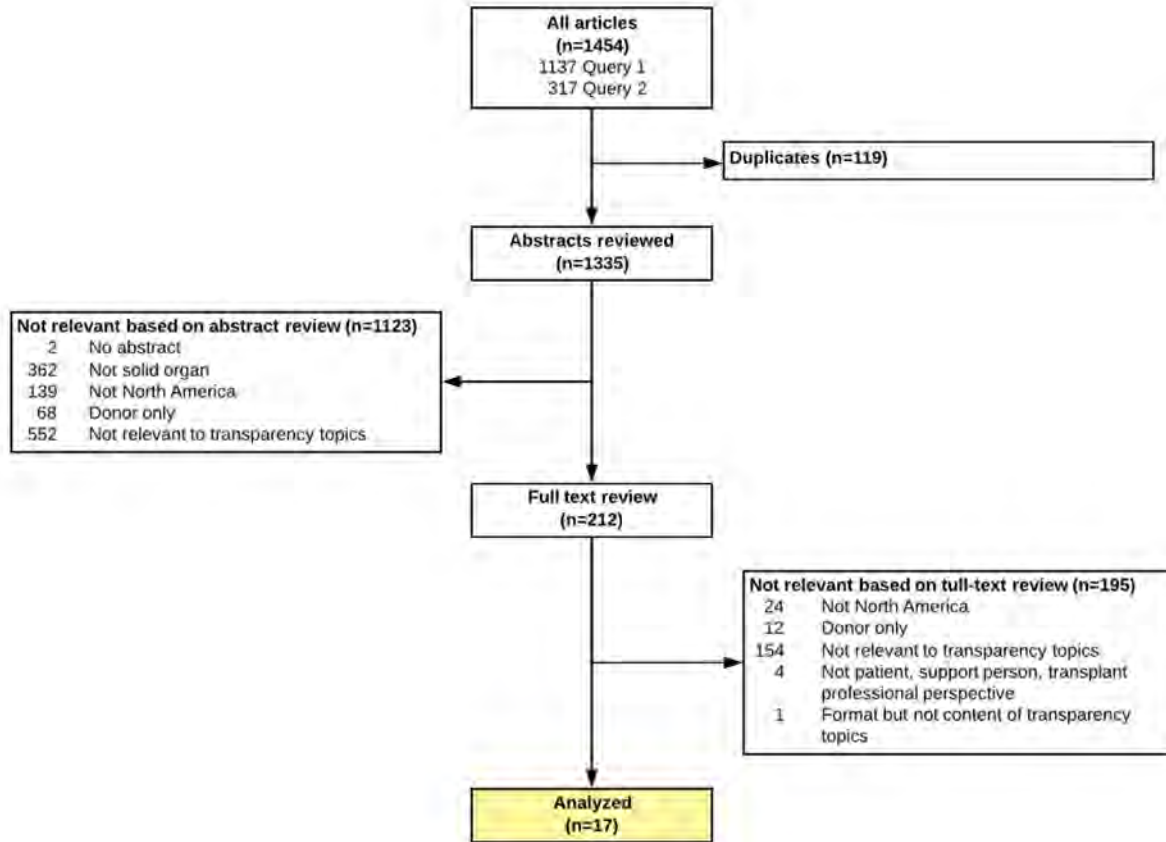 All articles
(n=1454)
1137 Query 1
317 Query 2
Duplicates (n=119)
Abstracts reviewed
(n=1335)
Not relevant based on abstract review (n=1123)
2 No abstract
362 Not solid organ
139 Not North America
68 Donor only
552 Not relevant to transparency topics
Full text review
(n=212)
Not relevant based on tull-text review (n=195)
24 Not North America
12 Donor only
154 Not relevant to transparency topics
4 Not patient, support person, transplant
professional perspective
1 Format but not content of transparency
topics
Analyzed
(n=17)